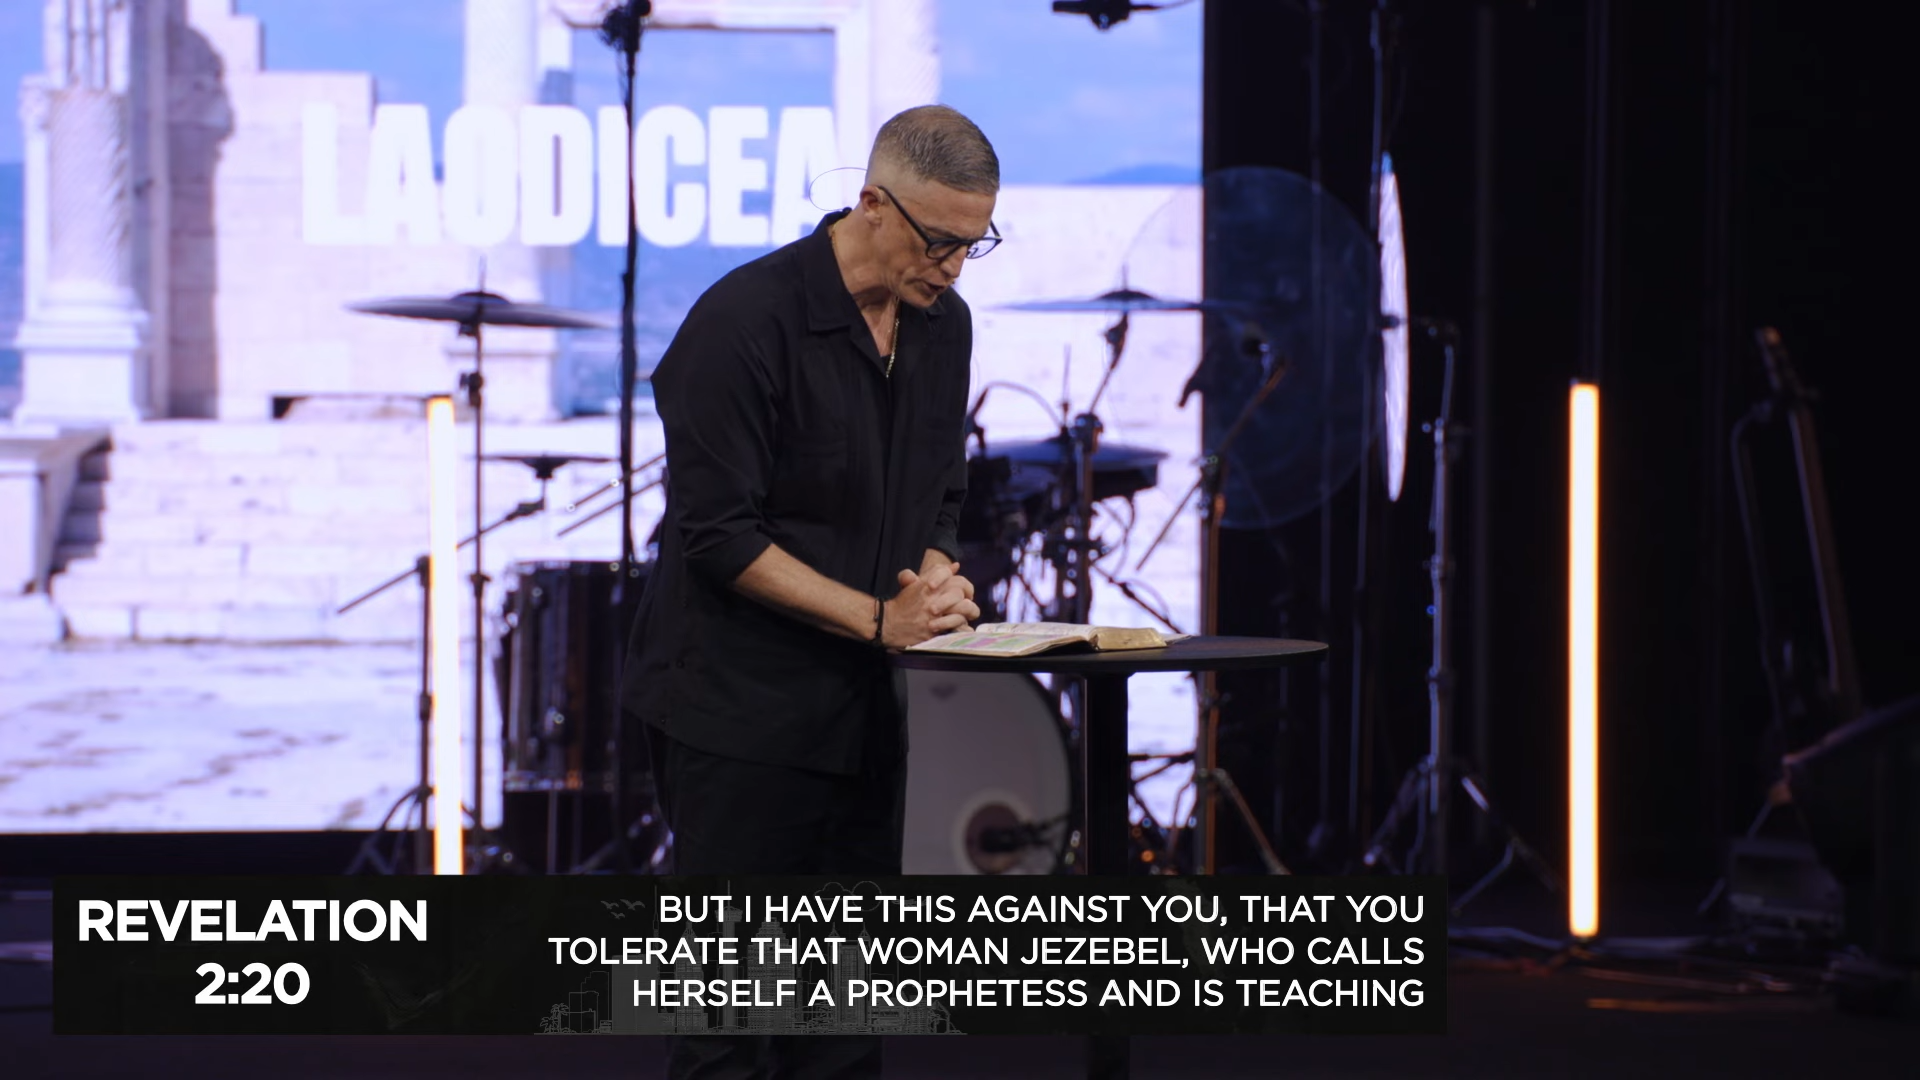 LAODICEA
REVELATION
2:20
BUT I HAVE THIS AGAINST YOU, THAT YOU
TOLERATE THAT WOMAN JEZEBEL, WHO CALLS
HERSELF A PROPHETESS AND IS TEACHING